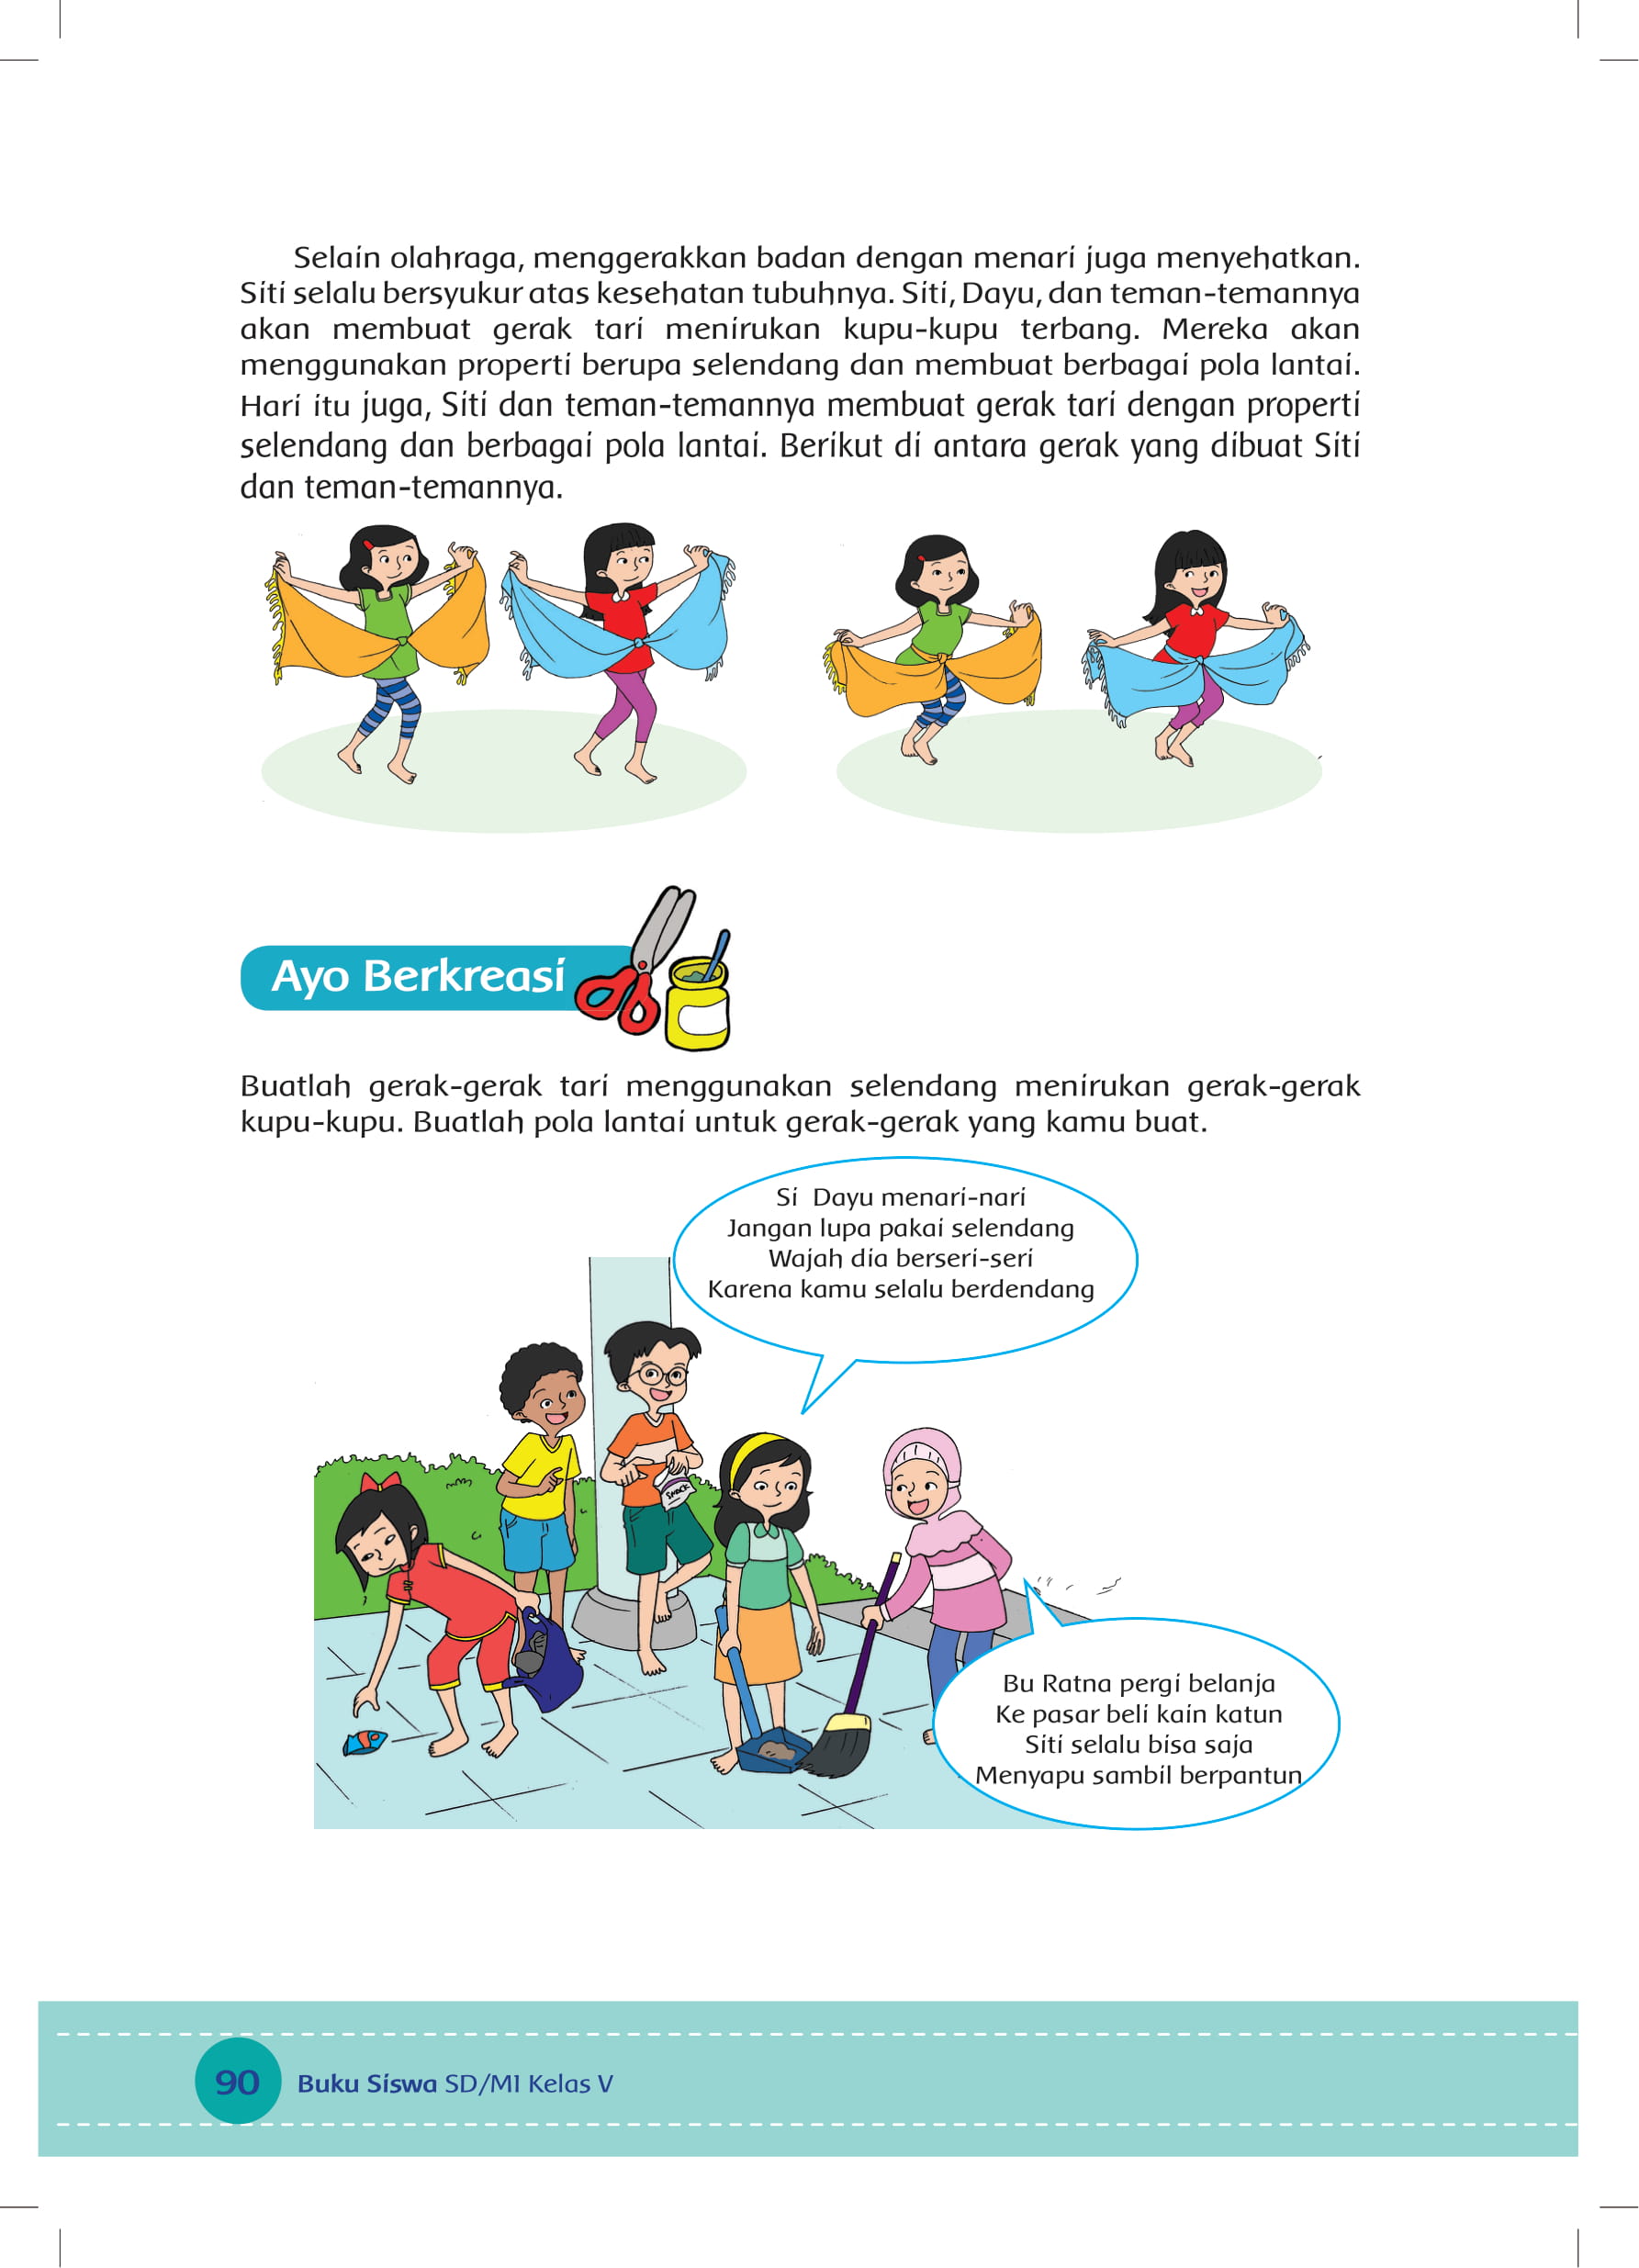 Selain olahraga, menggerakkan badan dengan menari juga menyehatkan.
Siti selalu bersyukur atas kesehatan tubuhnya. Siti, Dayu, dan teman-temannya
akan membuat gerak tari menirukan kupu-kupu terbang. Mereka akan
menggunakan properti berupa selendang dan membuat berbagai pola lantai.
Hari itu juga, Siti dan teman-temannya membuat gerak tari dengan properti
selendang dan berbagai pola lantai. Berikut di antara gerak yang dibuat Siti
dan teman-temannya.
Ayo Berkreasi
Buatlah gerak-gerak tari menggunakan selendang menirukan gerak-gerak
kupu-kupu. Buatlah pola lantai untuk gerak-gerak yang kamu buat.
Si Dayu menari-nari
Jangan lupa pakai selendang
Wajah dia berseri-seri
Karena kamu selalu berdendang
SNACK
Bu Ratna pergi belanja
Ke pasar beli kain katun
Siti selalu bisa saja
Menyapu sambil berpantun
90 Buku Siswa SD/MI Kelas V